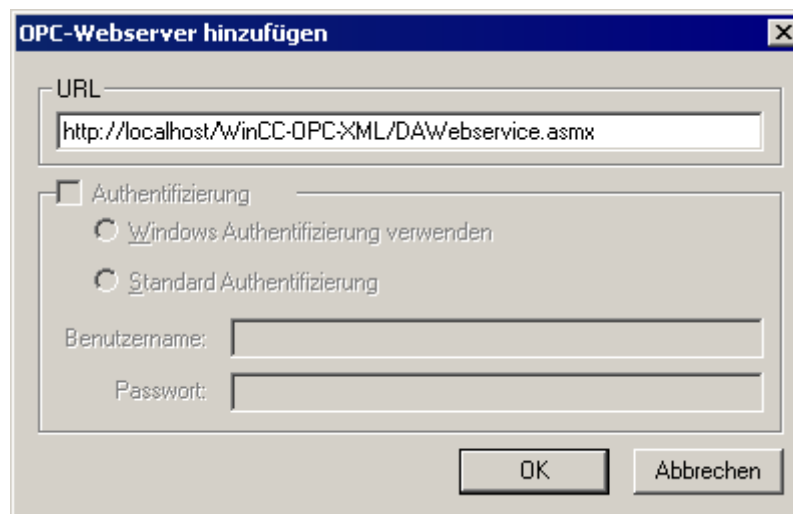 OPC-Webserver hinzufügen
URL
http://localhost/WinCC-OPC-XML/DAWebservice.asmx
Authentifizierung
Windows Authentifizierung verwenden
Standard Authentifizierung
Benutzername:
Passwort:
OK Abbrechen